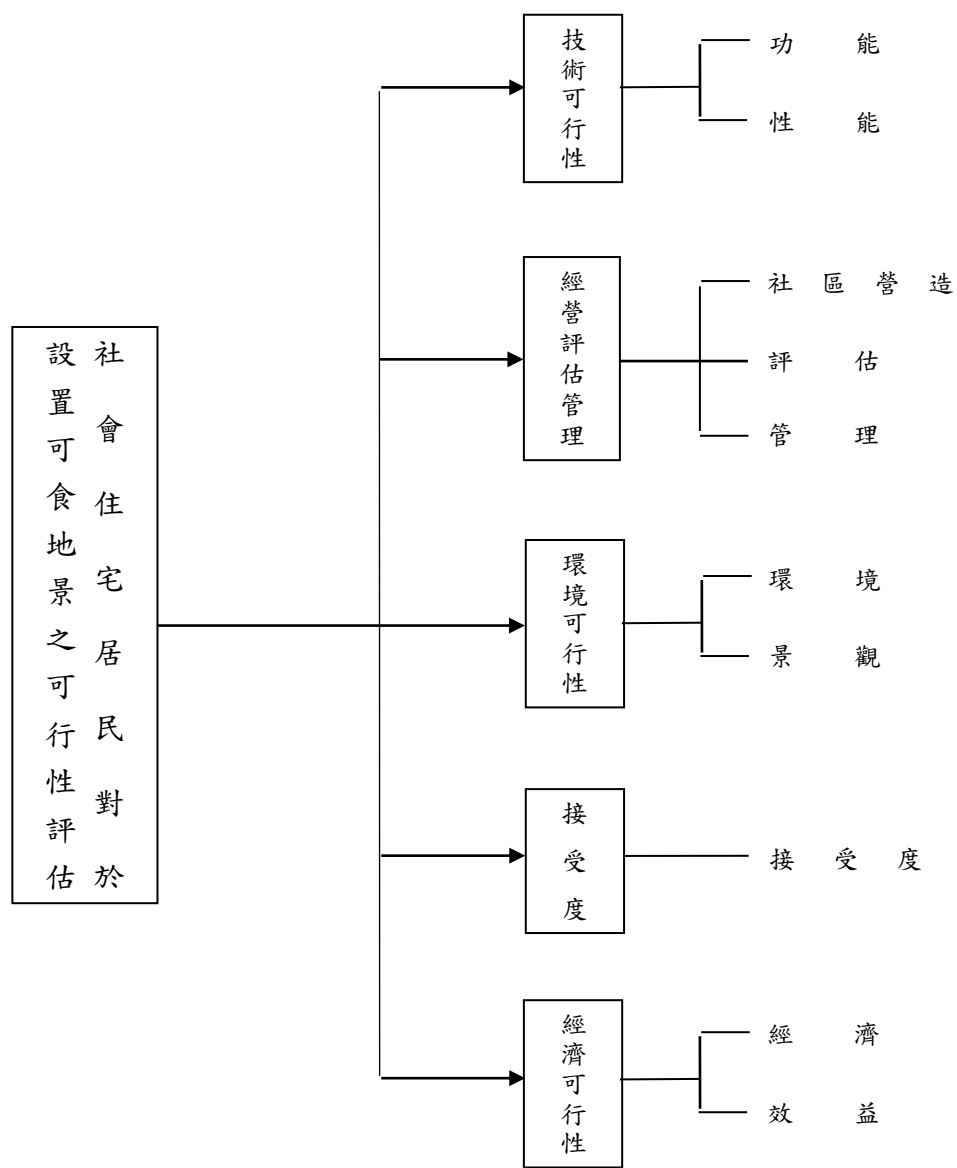 社會住宅居民對於
設置可食地景之可行性評估
技術可行性
功能
性能
經營評估管理
社區營造
評估
管理
環境可行性
環境
景觀
接受度
接受度
經濟可行性
經濟
效益